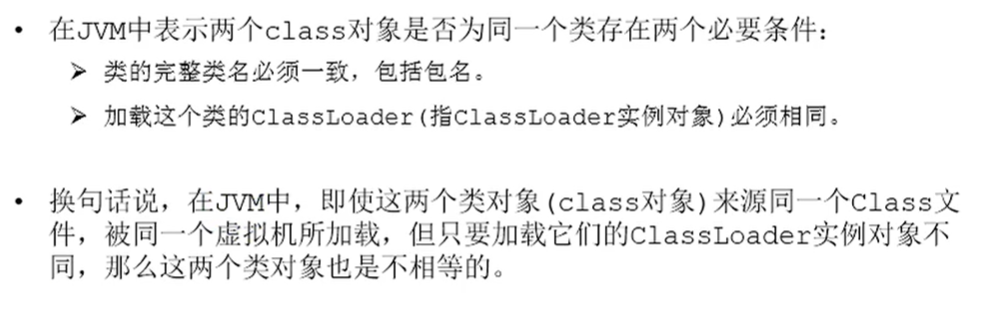 • 在JVM中表示两个class对象是否为同一个类存在两个必要条件：
➢ 类的完整类名必须一致，包括包名。
➢ 加载这个类的ClassLoader(指ClassLoader实例对象)必须相同。
• 换句话说，在JVM中，即使这两个类对象(class对象)来源同一个Class文
件，被同一个虚拟机所加载，但只要加载它们的ClassLoader实例对象不
同，那么这两个类对象也是不相等的。